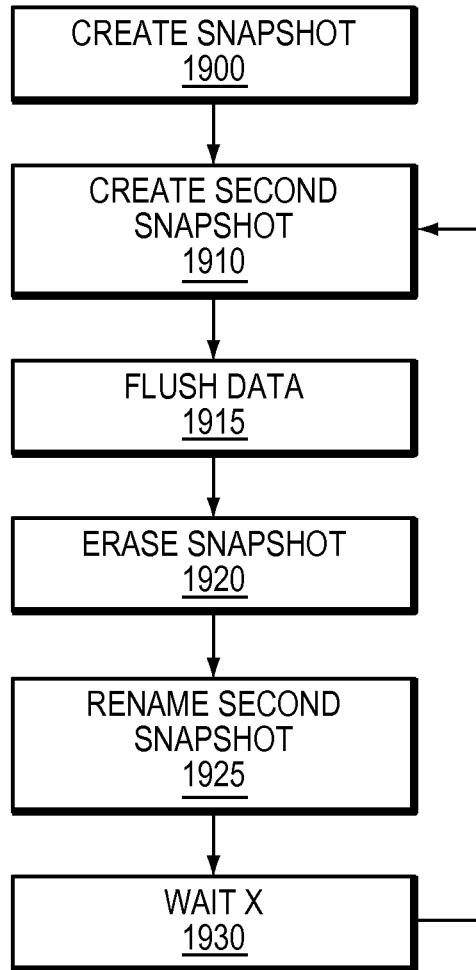 CREATE SNAPSHOT
1900
CREATE SECOND
SNAPSHOT
1910
FLUSH DATA
1915
ERASE SNAPSHOT
1920
RENAME SECOND
SNAPSHOT
1925
WAIT X
1930